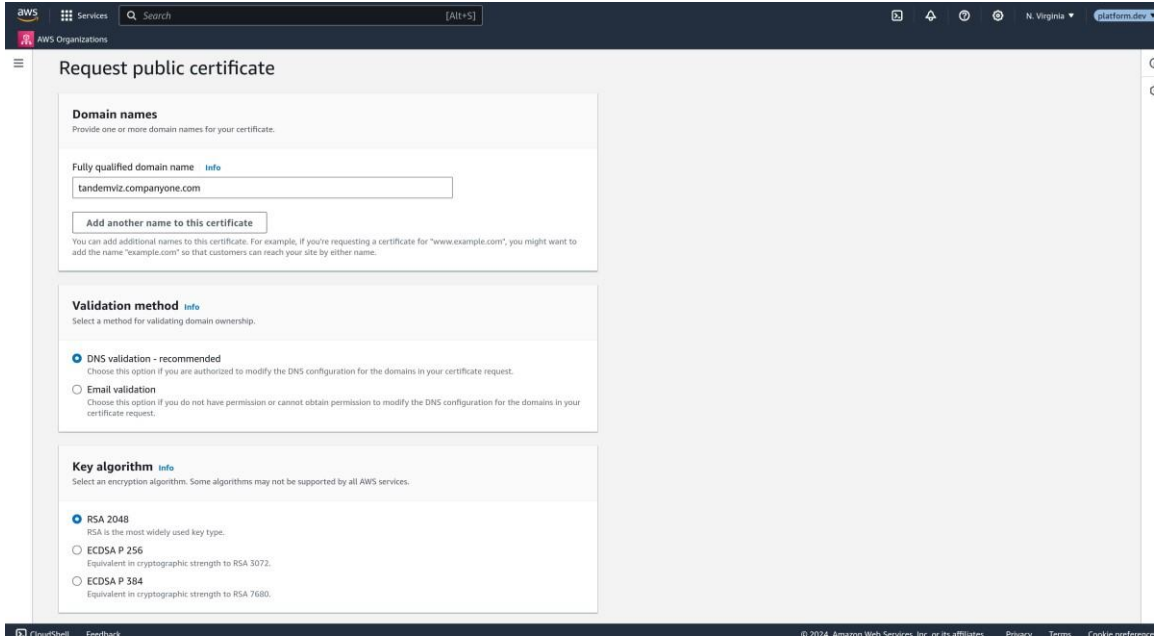 aws
Services
Search
[Alt+S]
N. Virginia
platform.dev
AWS Organizations
Request public certificate
Domain names
Provide one or more domain names for your certificate.
Fully qualified domain name Info
tandemviz.companyone.com
Add another name to this certificate
You can add additional names to this certificate. For example, if you're requesting a certificate for "www.example.com", you might want to
add the name "example.com" so that customers can reach your site by either name.
Validation method Info
Select a method for validating domain ownership.
DNS validation - recommended
Choose this option if you are authorized to modify the DNS configuration for the domains in your certificate request.
Email validation
Choose this option if you do not have permission or cannot obtain permission to modify the DNS configuration for the domains in your
certificate request.
Key algorithm Info
Select an encryption algorithm. Some algorithms may not be supported by all AWS services.
RSA 2048
RSA is the most widely used key type.
ECDSA P 256
Equivalent in cryptographic strength to RSA 3072.
ECDSA P 384
Equivalent in cryptographic strength to RSA 7680.
CloudShell Feedback
© 2024, Amazon Web Services, Inc. or its affiliates. Privacy Terms Cookie preference